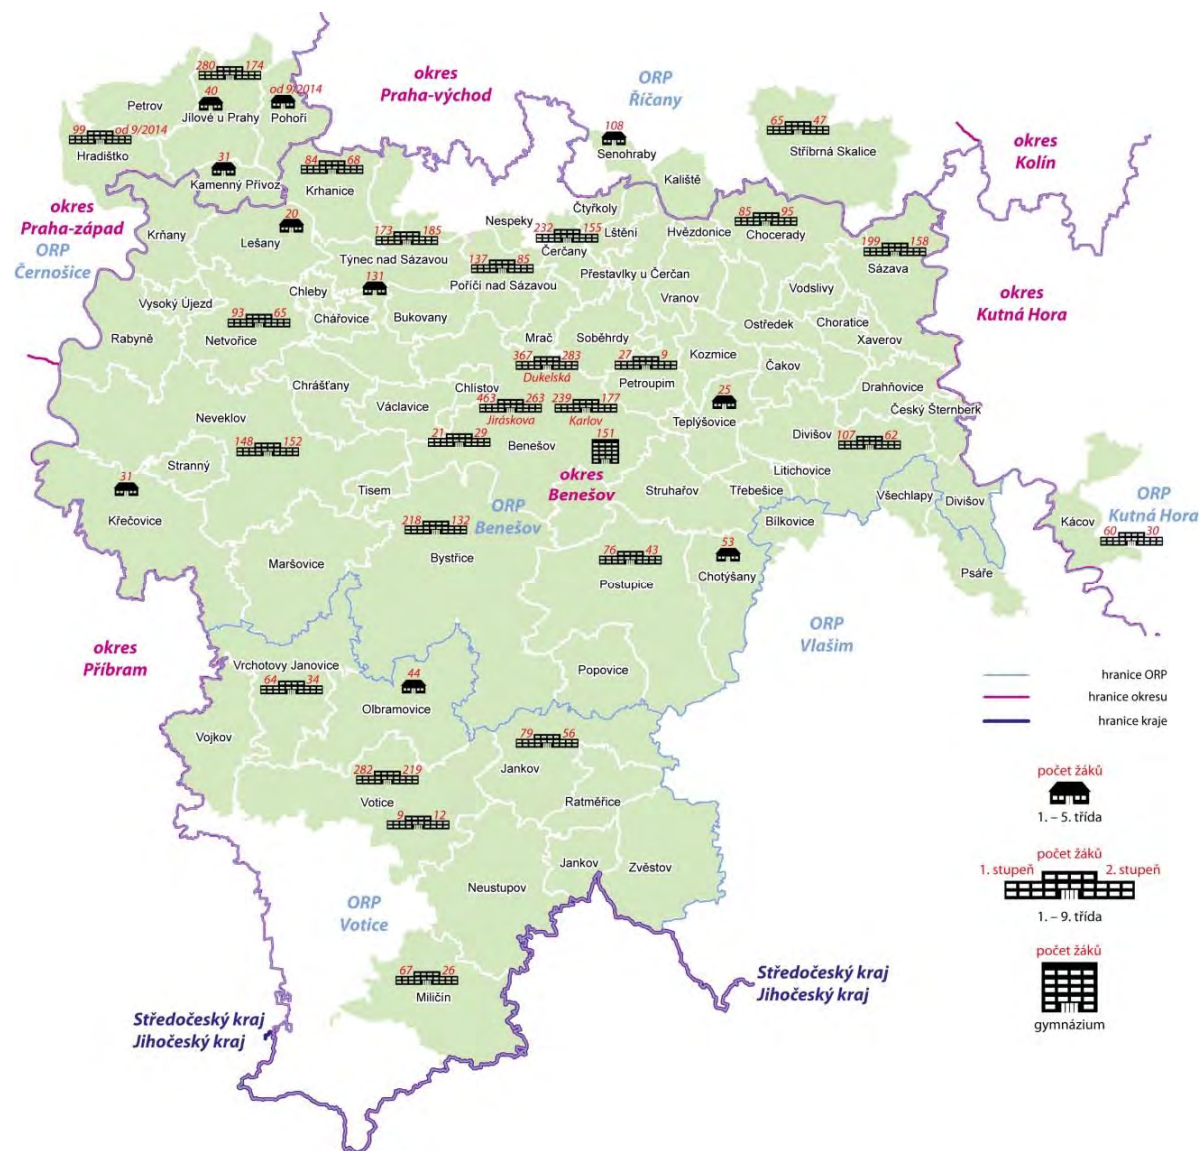 280 174
40
od 9/2014
Petrov
Jílové u Prahy
Pohoří
99 od 9/2014
Hradištko
31
Kamenný Přívoz
okres
Praha-východ
ORP
Říčany
108
Senohraby
65 47
Stříbrná Skalice
okres
Kolín
84 68
Krhanice
Kaliště
okres
Praha-západ
ORP
Černošice
Krňany
20
Lešany
173 185
Týnec nad Sázavou
Nespeky
Čtyřkoly
232 155
Čerčany
Lštění
Hvězdonice
85 95
Chocerady
199 158
Sázava
137 85
Poříčí nad Sázavou
Přestavlky u Čerčan
131
Chleby
Vysoký Újezd
Chářovice
Bukovany
Vranov
Vodslivy
okres
Kutná Hora
93 65
Netvořice
Rabyně
Mrač
Soběhrdy
Ostředek
Choratice
Xaverov
367 283
Dukelská
27 9
Petroupim
Kozmice
Čakov
Chrášťany
Chlístov
Drahňovice
Václavice
463 263
Jiráskova
239 177
Karlov
25
Teplýšovice
Český Šternberk
Neveklov
148 152
21 29
Benešov
151
Divišov
107 62
Stranný
okres
Benešov
Litichovice
31
Křečovice
Tisem
ORP
Benešov
Struhařov
Třebešice
Všechlapy
Divišov
ORP
Kutná Hora
Kácov
60 30
218 132
Bystřice
Bílkovice
Maršovice
76 43
Postupice
53
Chotýšany
Psáře
ORP
Vlašim
okres
Příbram
Vrchotovy Janovice
64 34
44
Olbramovice
Popovice
Vojkov
79 56
Jankov
282 219
Votice
Ratměřice
9 12
Jankov
Zvěstov
Neustupov
ORP
Votice
67 26
Miličín
Středočeský kraj
Jihočeský kraj
Středočeský kraj
Jihočeský kraj
hranice ORP
hranice okresu
hranice kraje
počet žáků
1. – 5. třída
počet žáků
1. stupeň 2. stupeň
1. – 9. třída
počet žáků
gymnázium